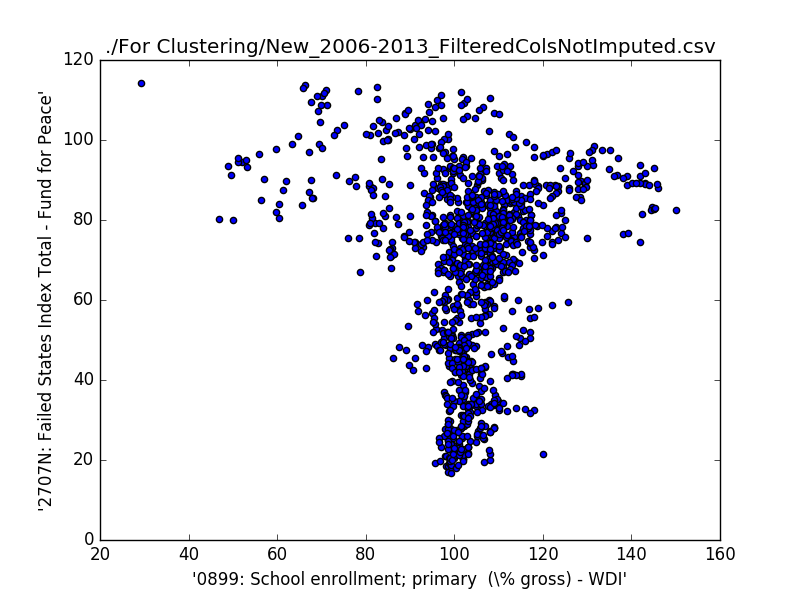 ./For Clustering/New_2006-2013_FilteredColsNotImputed.csv
120
100
80
60
40
20
0
'2707N: Failed States Index Total - Fund for Peace'
20 40 60 80 100 120 140 160
'0899: School enrollment; primary  (\% gross) - WDI'